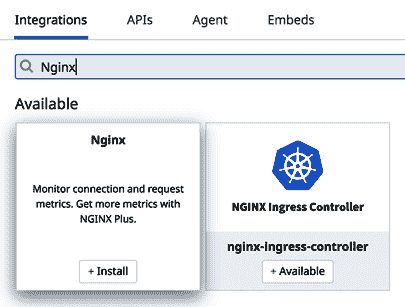 Integrations APIs Agent Embeds
Nginx
Available
Nginx
Monitor connection and request
metrics. Get more metrics with
NGINX Plus.
+ Install
NGINX Ingress Controller
nginx-ingress-controller
+ Available